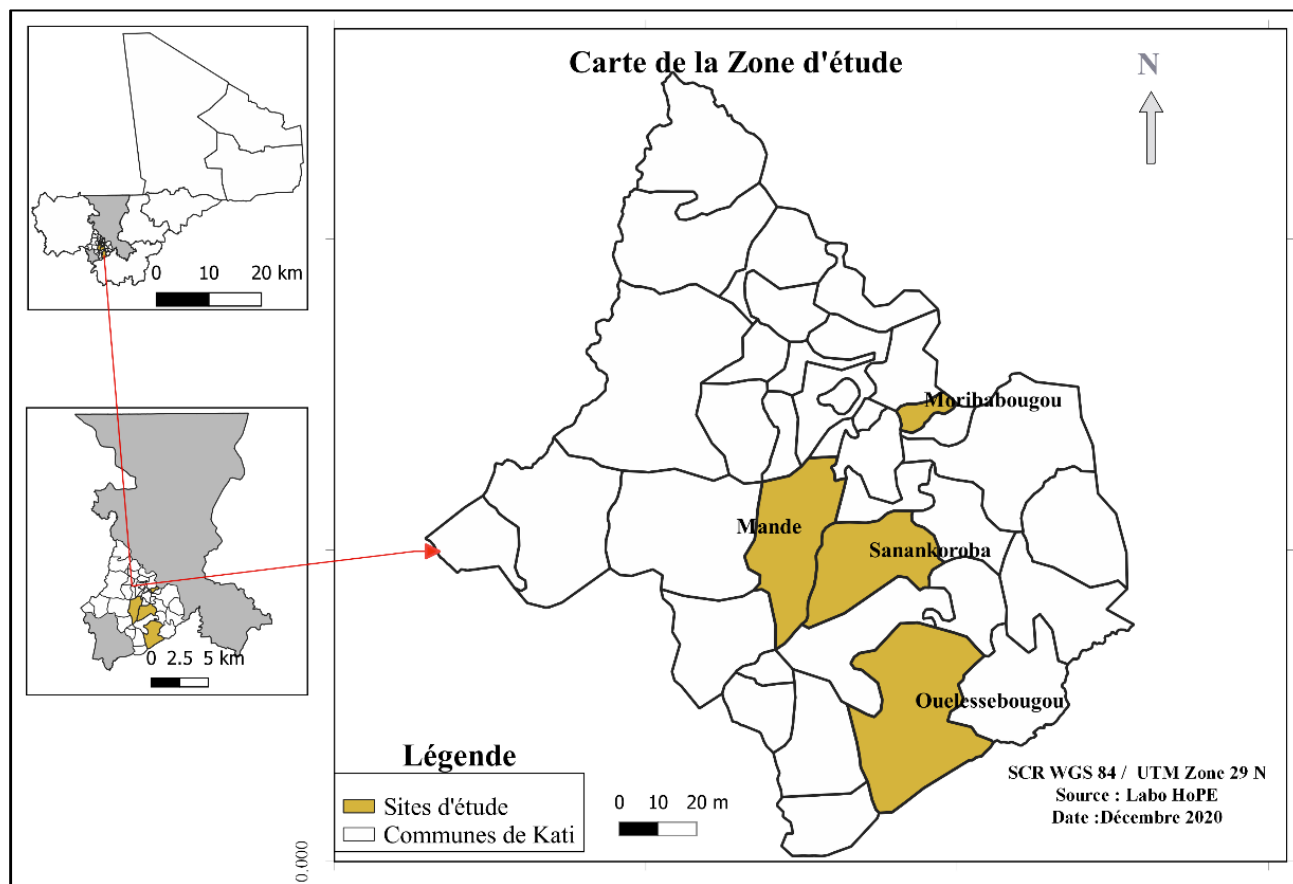 Carte de la Zone d'étude
N
0 10 20 km
Moribabougou
Mande
Sanankoroba
0 2.5 5 km
Ouelessebougou
Légende
Sites d'étude
Communes de Kati
0 10 20 m
SCR WGS 84 / UTM Zone 29 N
Source : Labo HoPE
Date :Décembre 2020
0.000